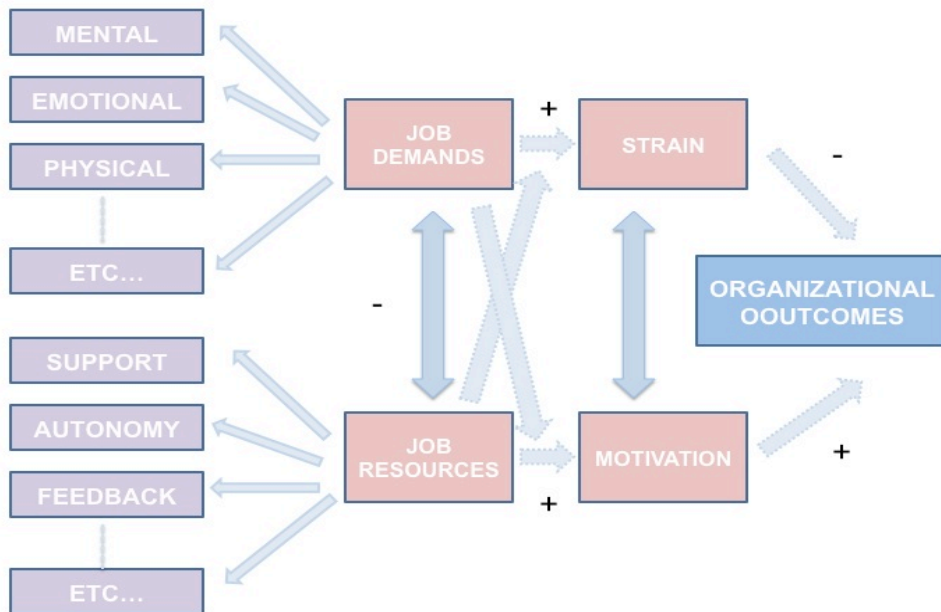 MENTAL
EMOTIONAL
PHYSICAL
ETC...
SUPPORT
AUTONOMY
FEEDBACK
ETC...
JOB
DEMANDS
+
STRAIN
-
-
ORGANIZATIONAL
OOUTCOMES
JOB
RESOURCES
+
MOTIVATION
+